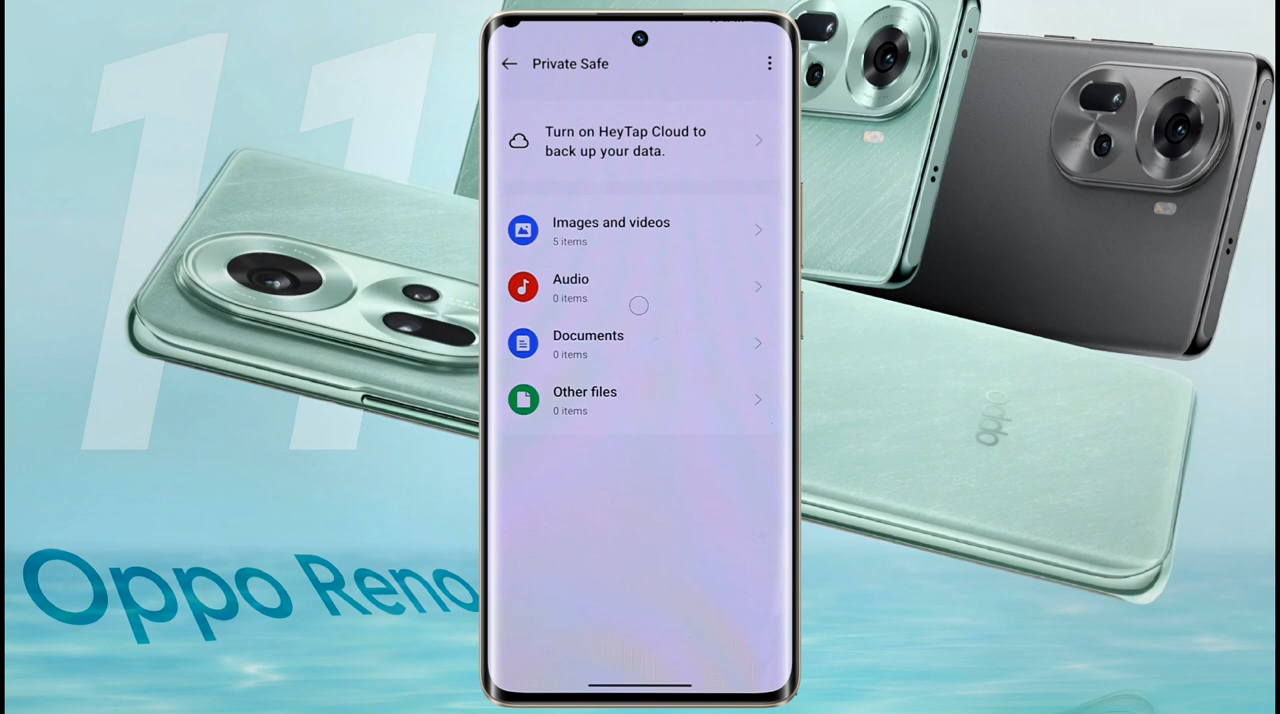 11
Oppo Reno
Private Safe
Turn on HeyTap Cloud to
back up your data.
Images and videos
5 items
Audio
0 items
Documents
0 items
Other files
0 items
oppo